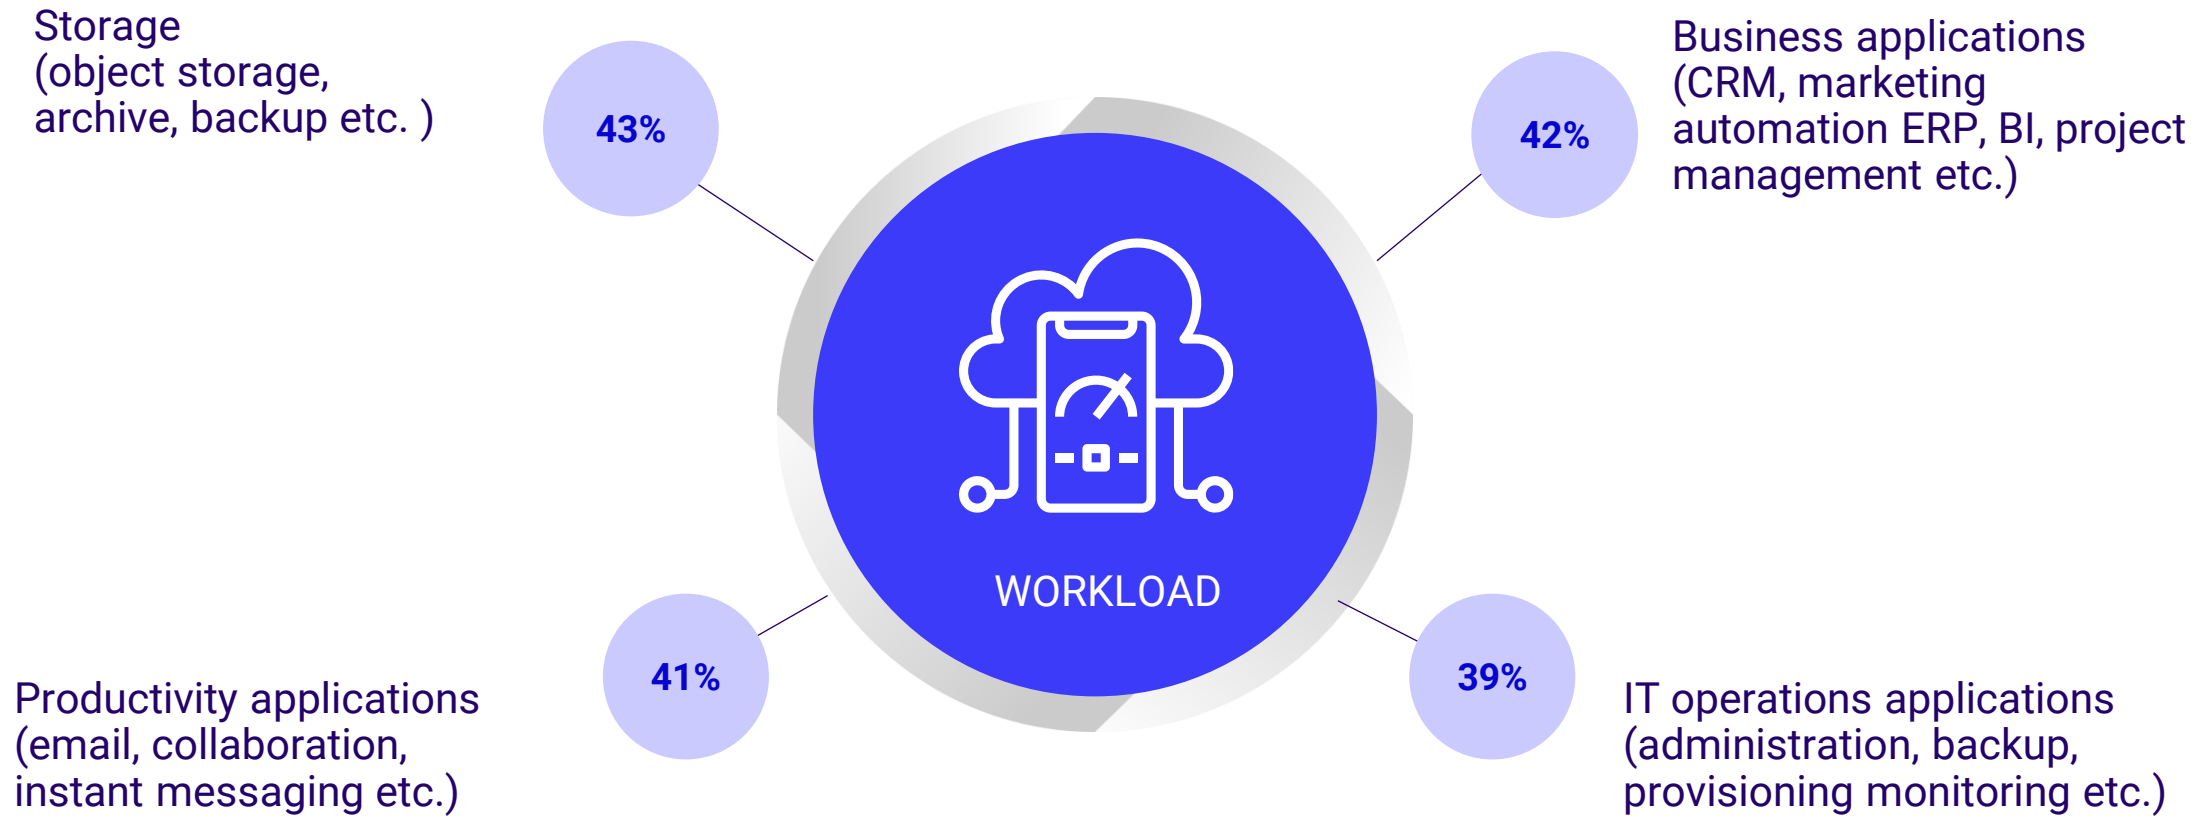 Storage
(object storage,
archive, backup etc. )
43%
42%
Business applications
(CRM, marketing
automation ERP, BI, project
management etc.)
WORKLOAD
41%
Productivity applications
(email, collaboration,
instant messaging etc.)
39%
IT operations applications
(administration, backup,
provisioning monitoring etc.)